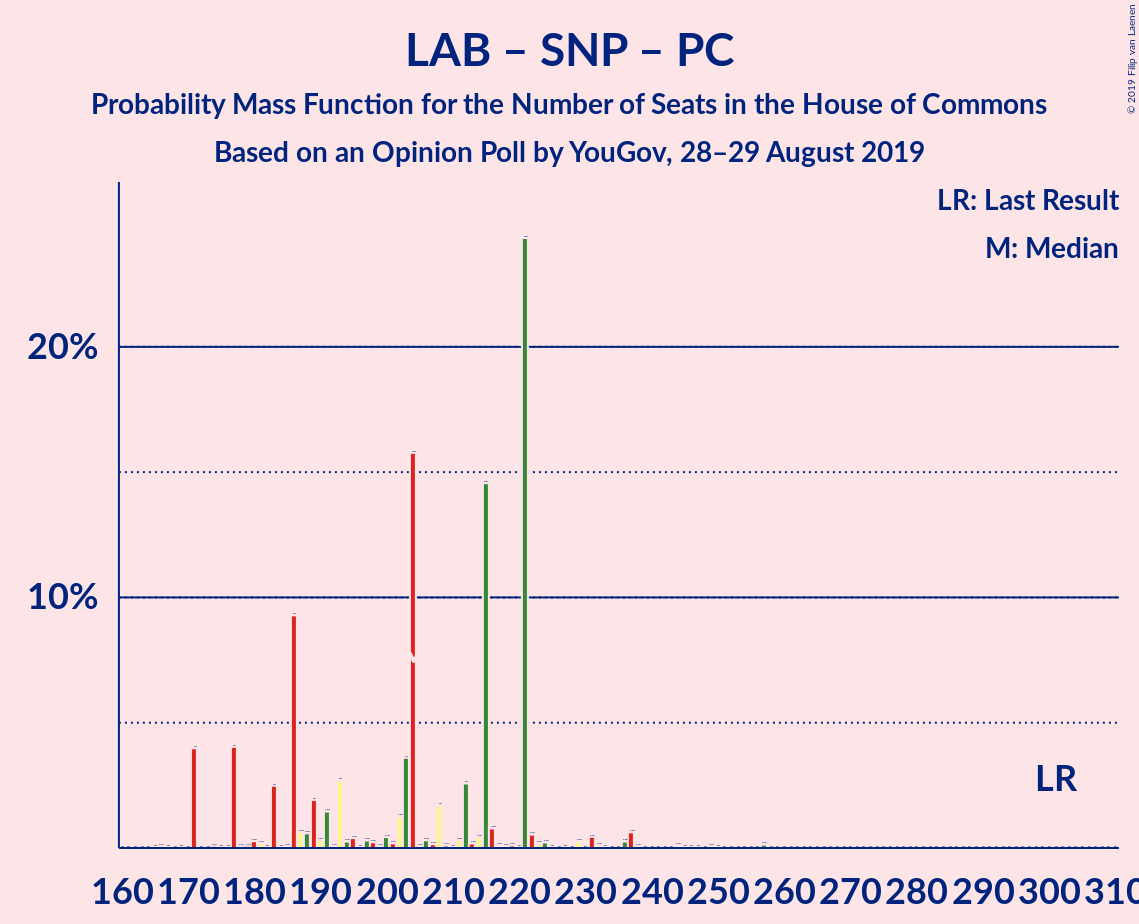 LAB – SNP – PC
Probability Mass Function for the Number of Seats in the House of Commons
Based on an Opinion Poll by YouGov, 28–29 August 2019
© 2019 Filip van Laenen
LR: Last Result
M: Median
20%
10%
LR
160 170 180 190 200 210 220 230 240 250 260 270 280 290 300 310